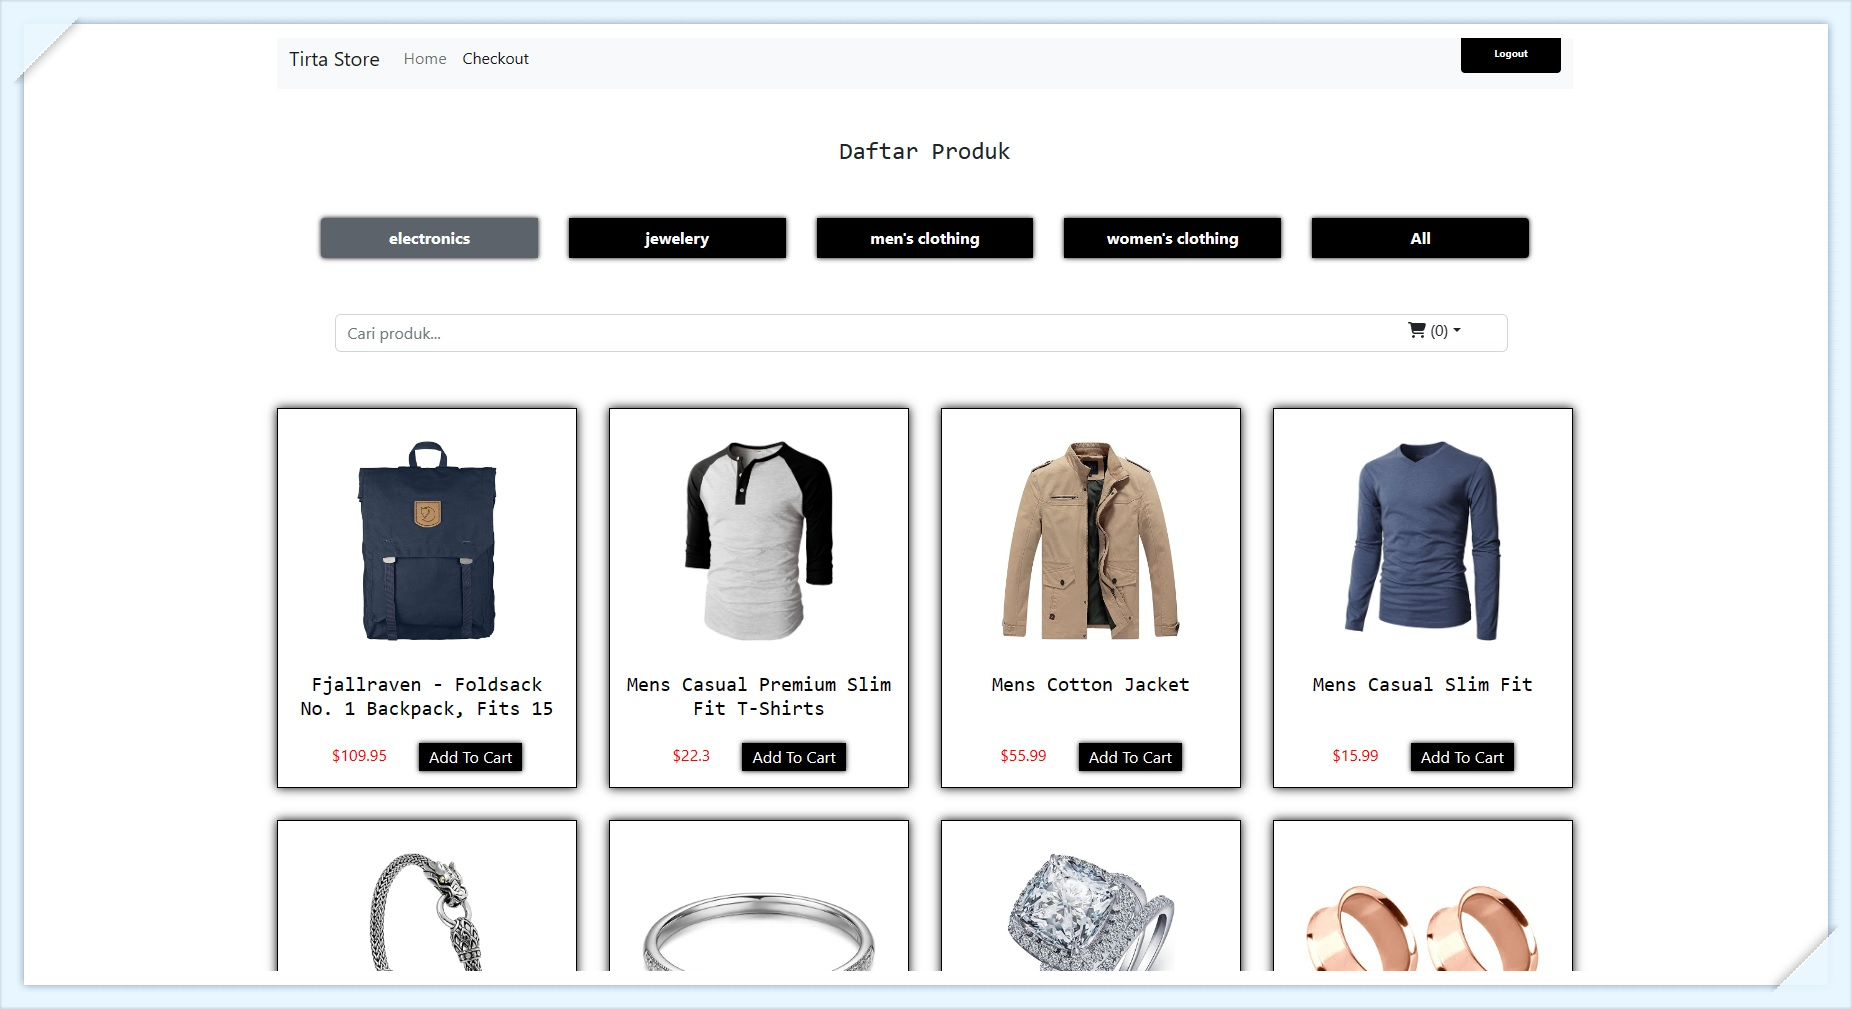 Tirta Store Home Checkout Logout
Daftar Produk
electronics jewelery men's clothing women's clothing All
Cari produk... (0)
Fjallraven - Foldsack
No. 1 Backpack, Fits 15
$109.95 Add To Cart
Mens Casual Premium Slim
Fit T-Shirts
$22.3 Add To Cart
Mens Cotton Jacket
$55.99 Add To Cart
Mens Casual Slim Fit
$15.99 Add To Cart